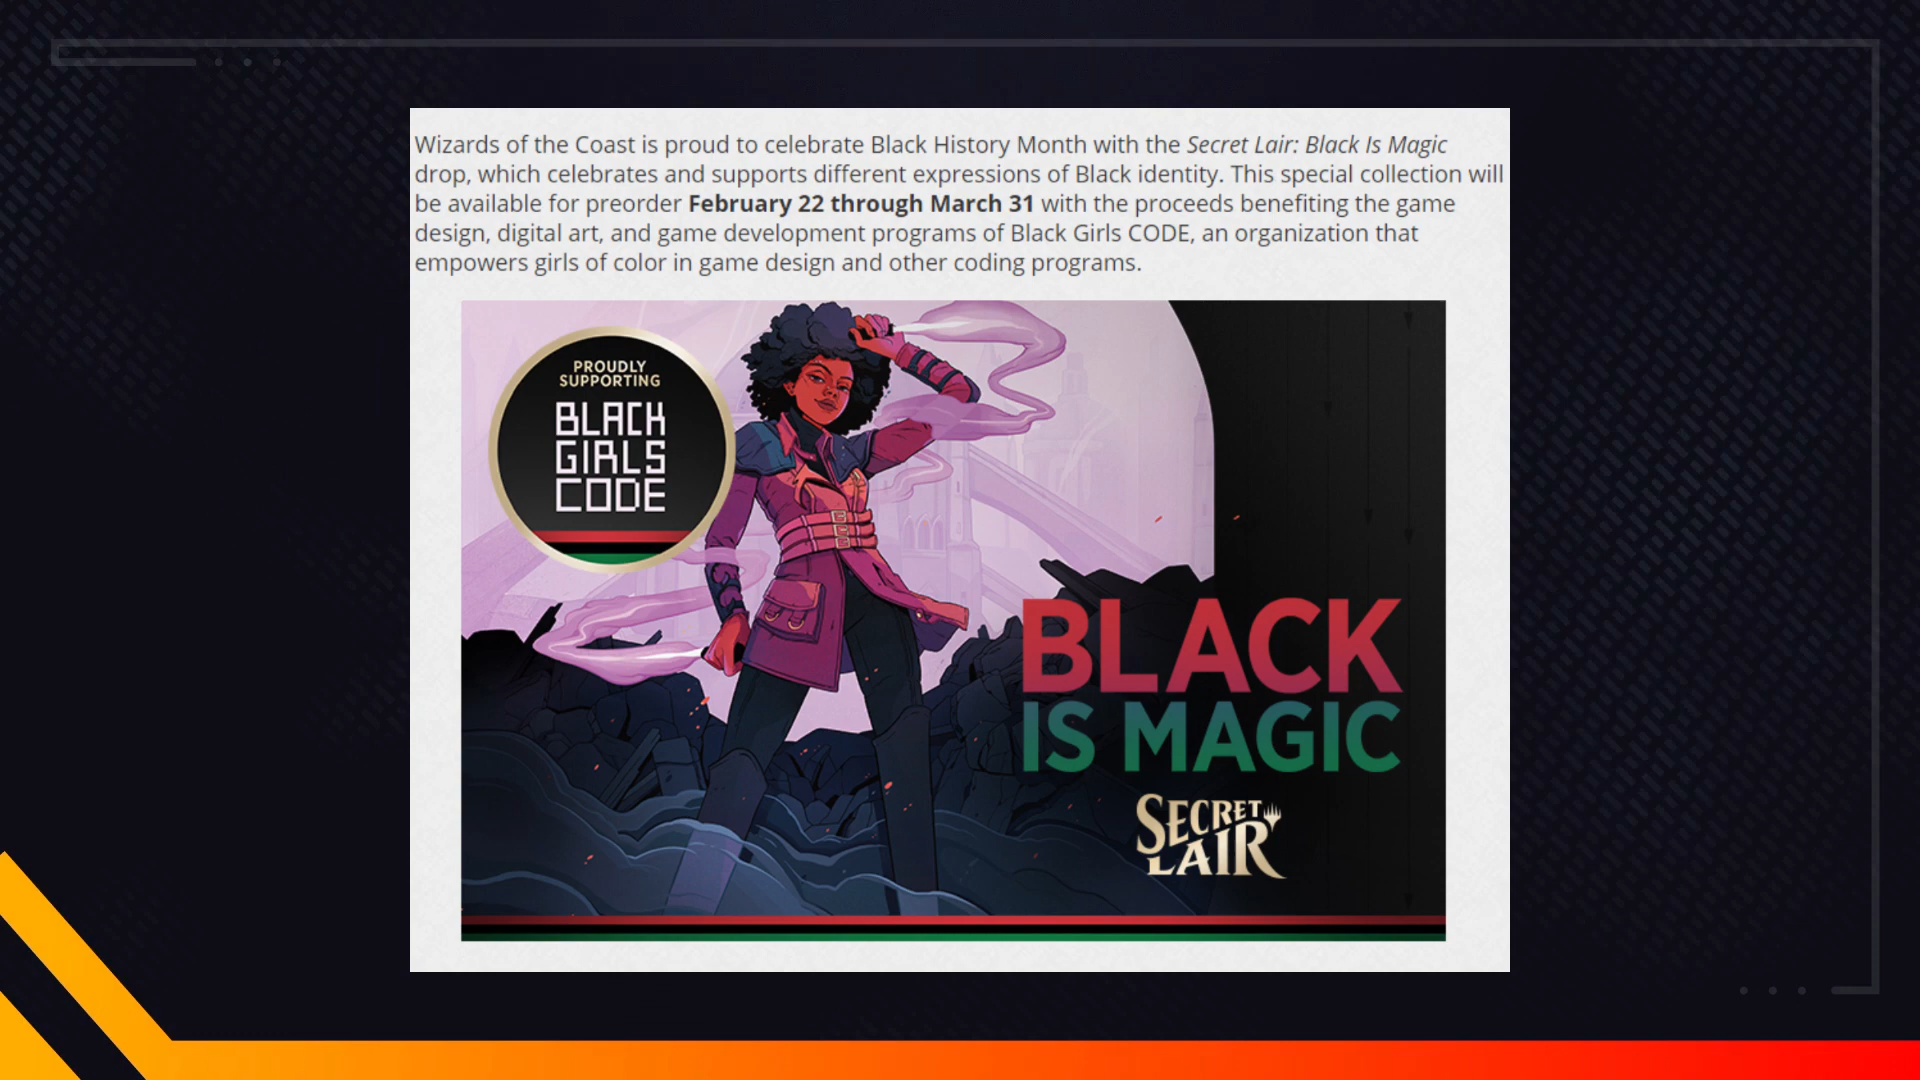 Wizards of the Coast is proud to celebrate Black History Month with the Secret Lair: Black Is Magic
drop, which celebrates and supports different expressions of Black identity. This special collection will
be available for preorder February 22 through March 31 with the proceeds benefiting the game
design, digital art, and game development programs of Black Girls CODE, an organization that
empowers girls of color in game design and other coding programs.
PROUDLY
SUPPORTING
BLACK
GIRLS
CODE
BLACK
IS MAGIC
SECRET
LAIR